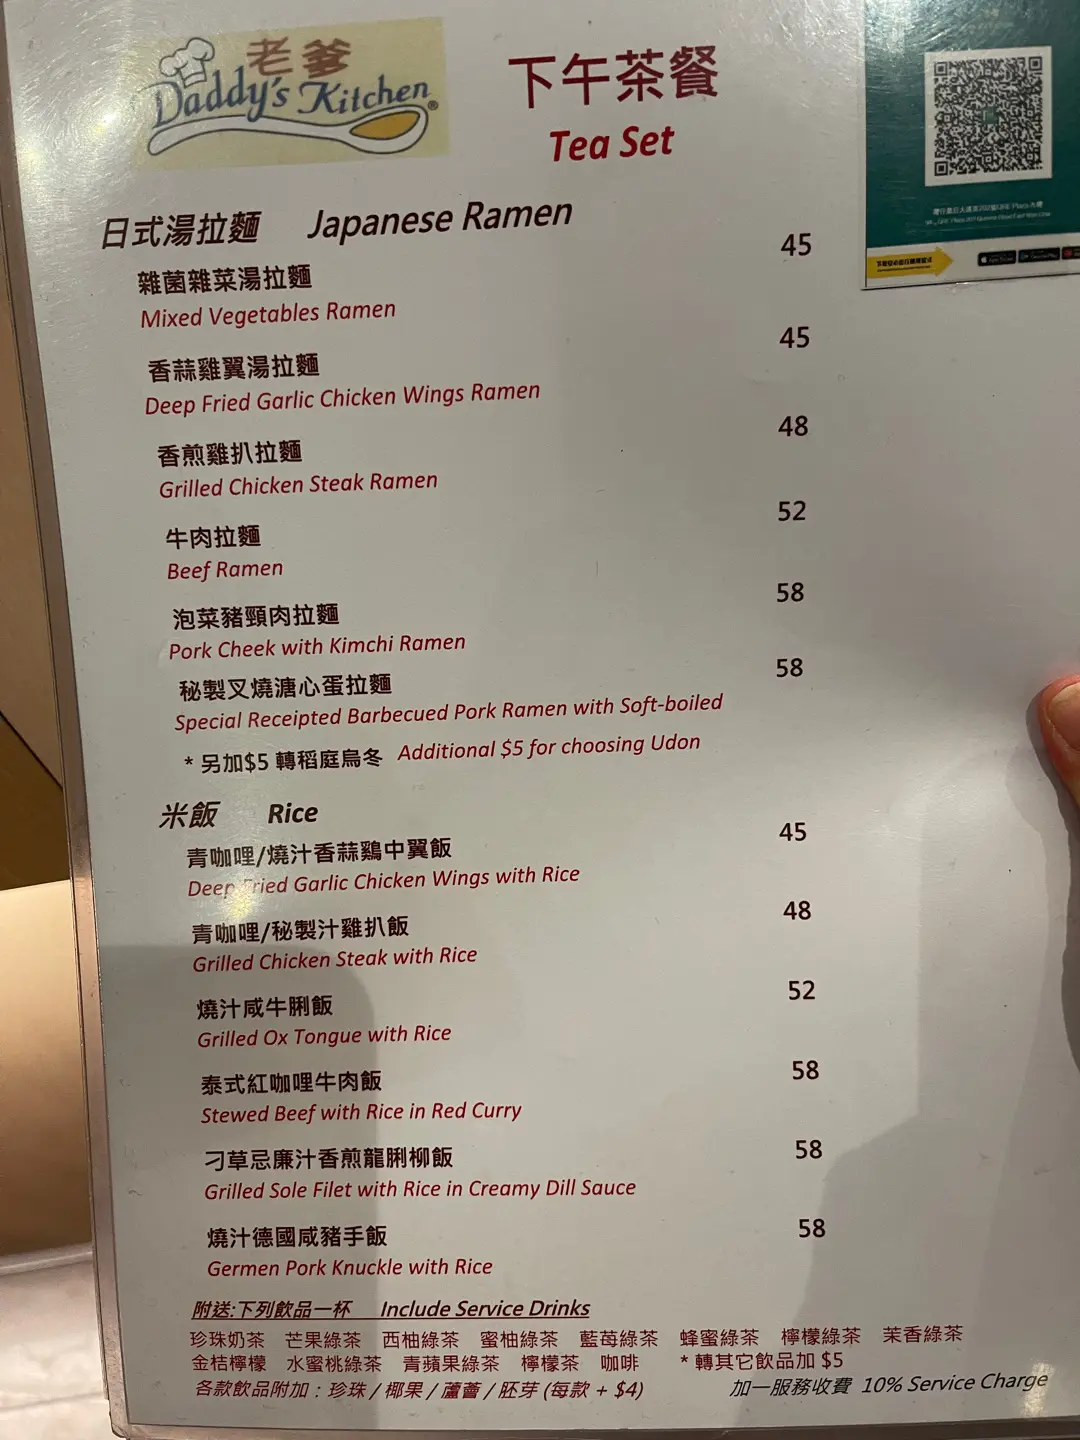 老爹
Daddy's Kitchen®
下午茶餐
Tea Set
日式湯拉麵 Japanese Ramen
雜菌雜菜湯拉麵 45
Mixed Vegetables Ramen
香蒜雞翼湯拉麵 45
Deep Fried Garlic Chicken Wings Ramen
香煎雞扒拉麵 48
Grilled Chicken Steak Ramen
牛肉拉麵 52
Beef Ramen
泡菜豬頸肉拉麵 58
Pork Cheek with Kimchi Ramen
秘製叉燒溏心蛋拉麵 58
Special Receipted Barbecued Pork Ramen with Soft-boiled
* 另加$5 轉稻庭烏冬 Additional $5 for choosing Udon
米飯 Rice
青咖哩/燒汁香蒜鷄中翼飯 45
Deep Fried Garlic Chicken Wings with Rice
青咖哩/秘製汁雞扒飯 48
Grilled Chicken Steak with Rice
燒汁咸牛脷飯 52
Grilled Ox Tongue with Rice
泰式紅咖哩牛肉飯 58
Stewed Beef with Rice in Red Curry
刁草忌廉汁香煎龍脷柳飯 58
Grilled Sole Filet with Rice in Creamy Dill Sauce
燒汁德國咸豬手飯 58
Germen Pork Knuckle with Rice
附送:下列飲品一杯 Include Service Drinks
珍珠奶茶 芒果綠茶 西柚綠茶 蜜柚綠茶 藍莓綠茶 蜂蜜綠茶 檸檬綠茶 茉香綠茶
金桔檸檬 水蜜桃綠茶 青蘋果綠茶 檸檬茶 咖啡 * 轉其它飲品加 $5
各款飲品附加 : 珍珠 / 椰果 / 蘆薈 / 胚芽 (每款 + $4) 加一服務收費 10% Service Charge